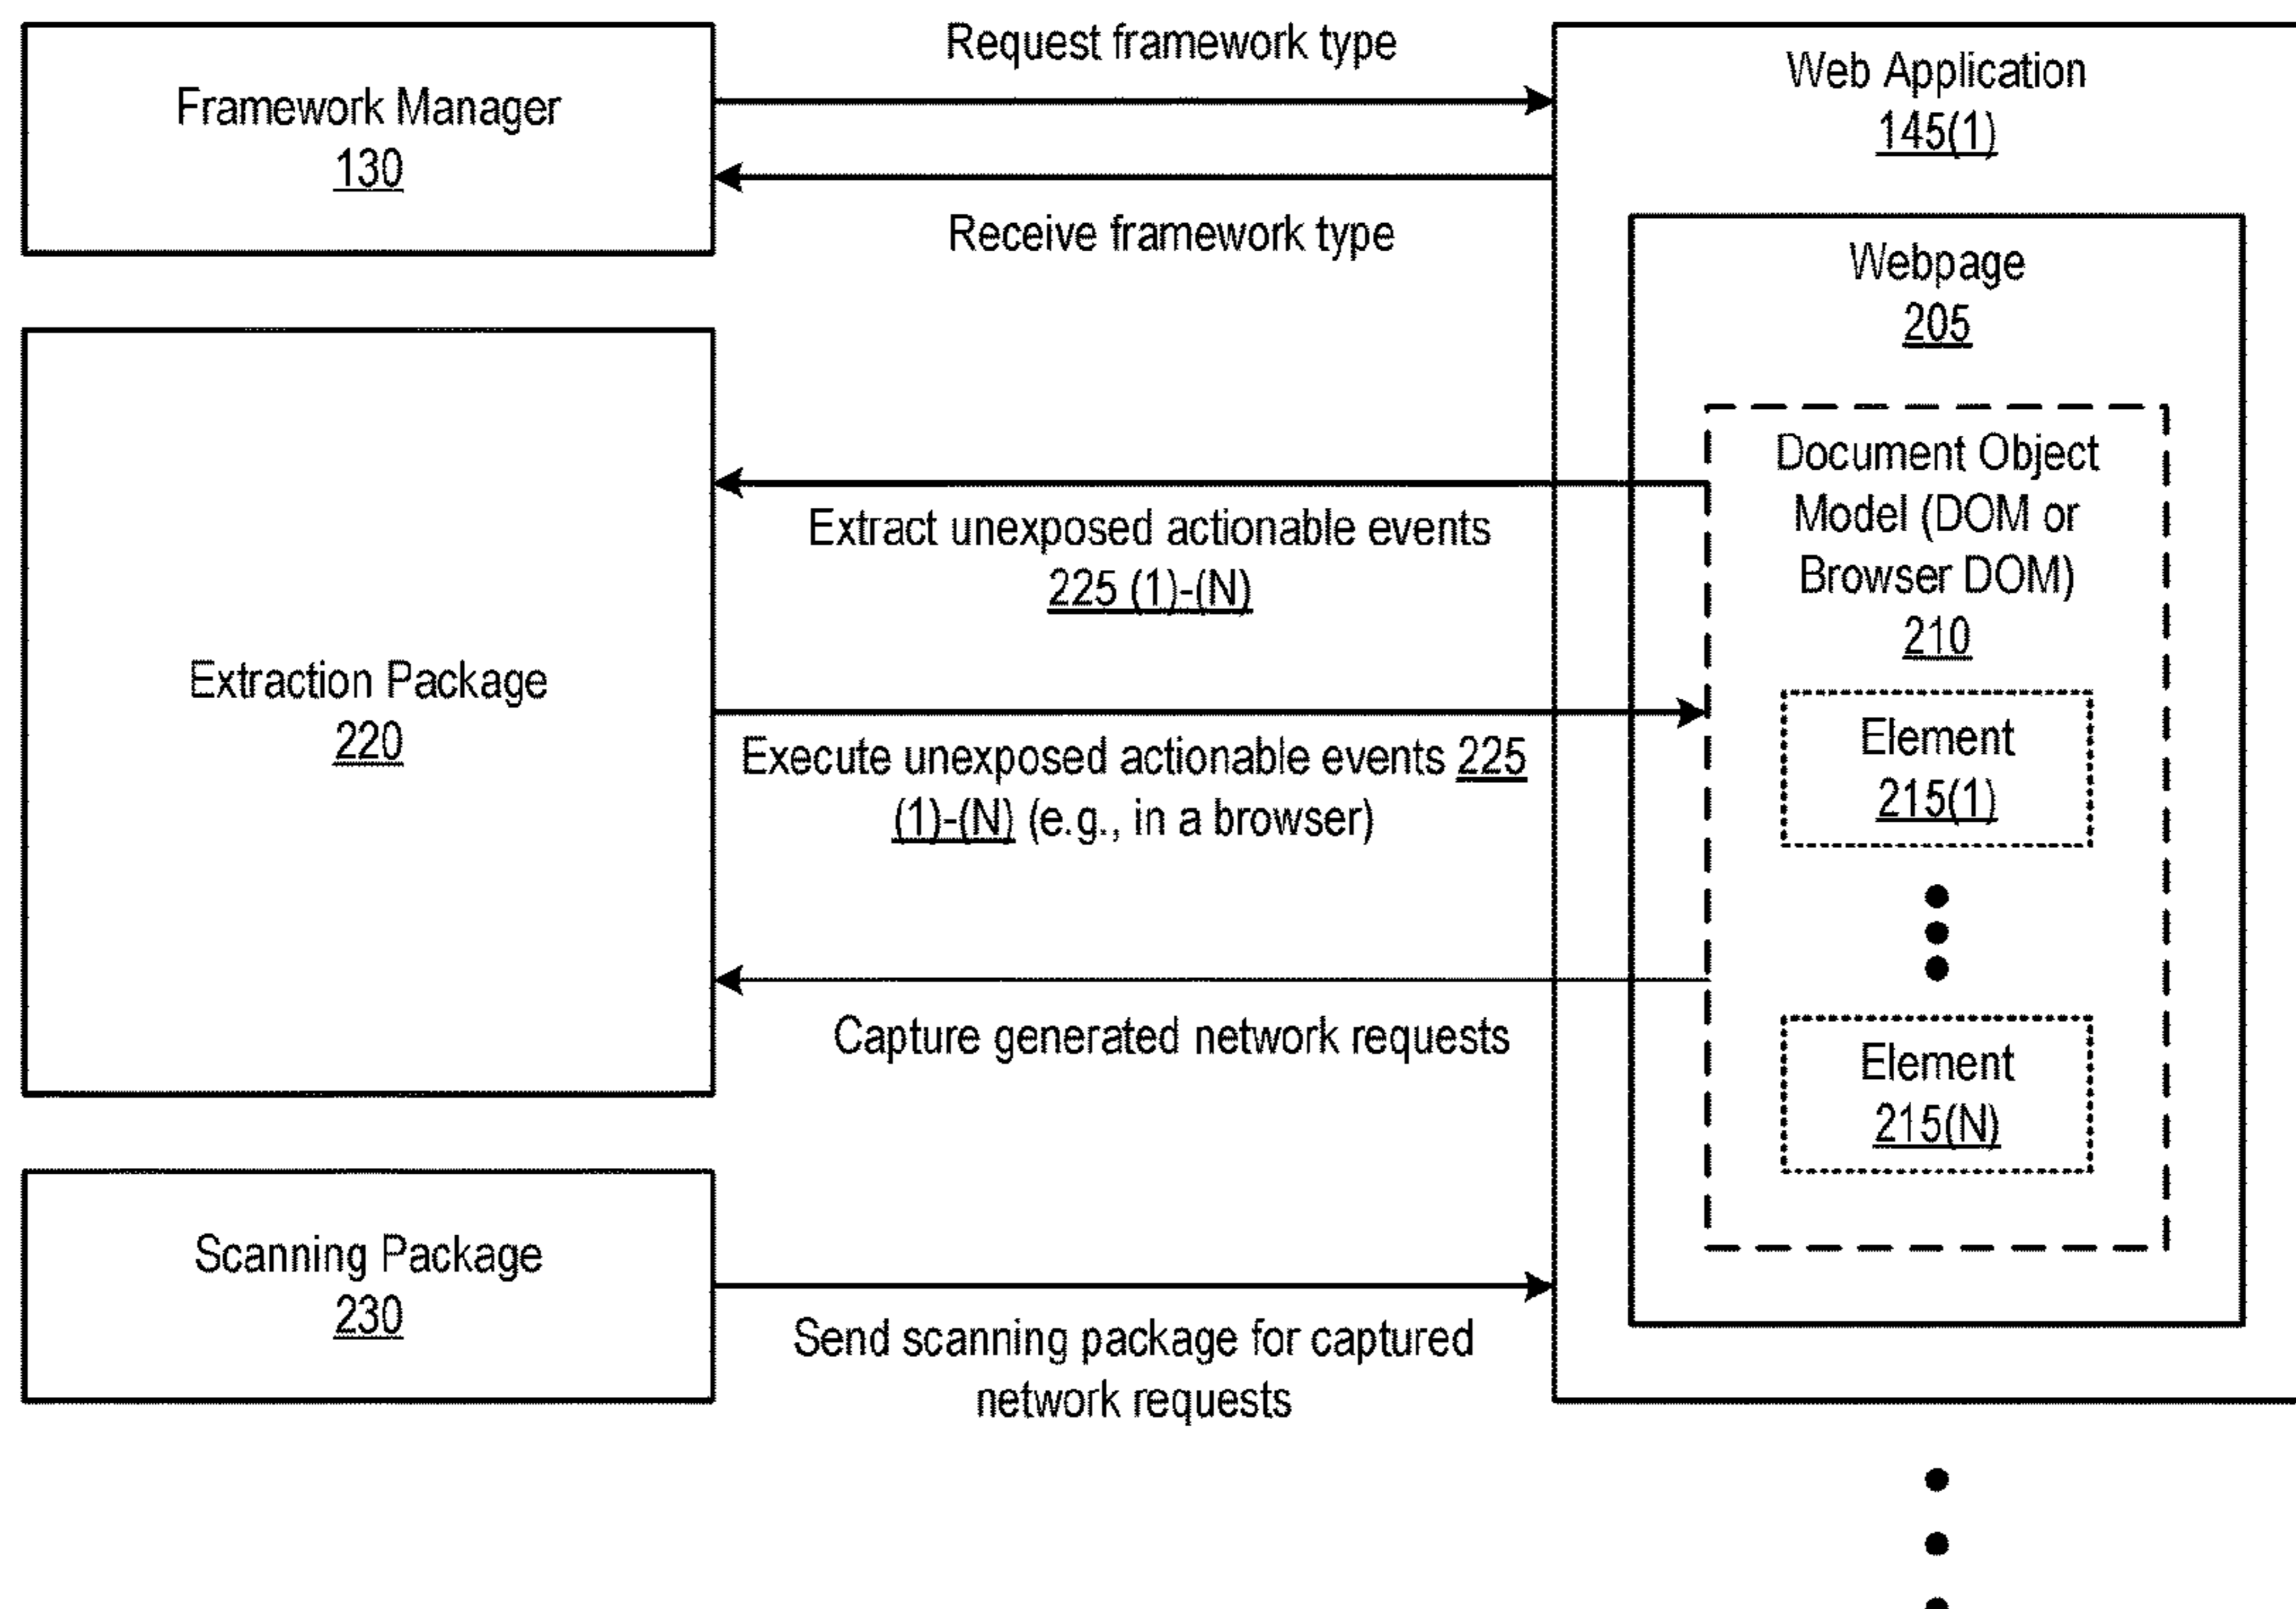 Framework Manager
130
Request framework type
Receive framework type
Web Application
145(1)
Webpage
205
Document Object
Model (DOM or
Browser DOM)
210
Element
215(1)
Element
215(N)
Extraction Package
220
Extract unexposed actionable events
225 (1)-(N)
Execute unexposed actionable events 225
(1)-(N) (e.g., in a browser)
Capture generated network requests
Scanning Package
230
Send scanning package for captured
network requests